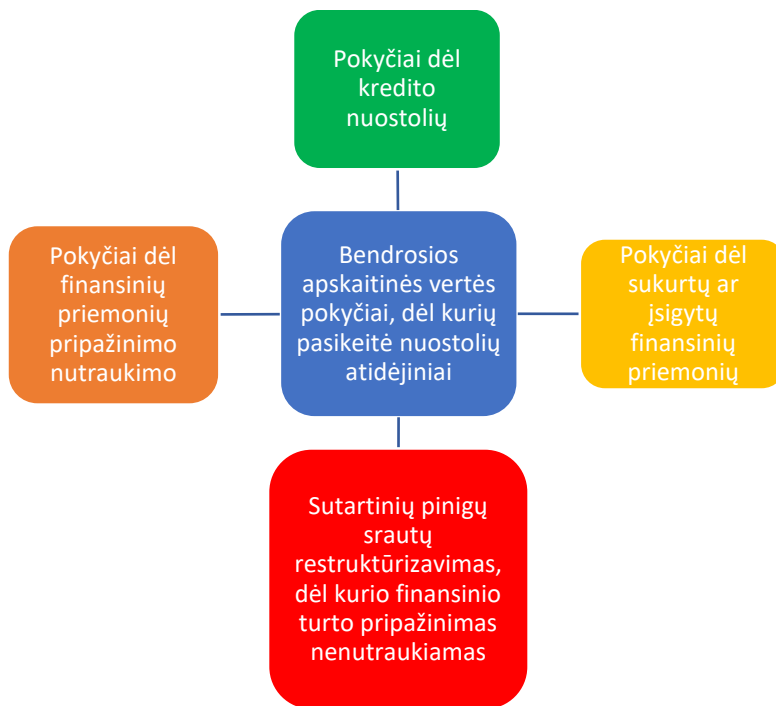 Pokyčiai dėl
kredito
nuostolių
Pokyčiai dėl
finansinių
priemonių
pripažinimo
nutraukimo
Bendrosios
apskaitinės vertės
pokyčiai, dėl kurių
pasikeitė nuostolių
atidėjiniai
Pokyčiai dėl
sukurtų ar
įsigytų
finansinių
priemonių
Sutartinių pinigų
srautų
restruktūrizavimas,
dėl kurio finansinio
turto pripažinimas
nenutraukiamas